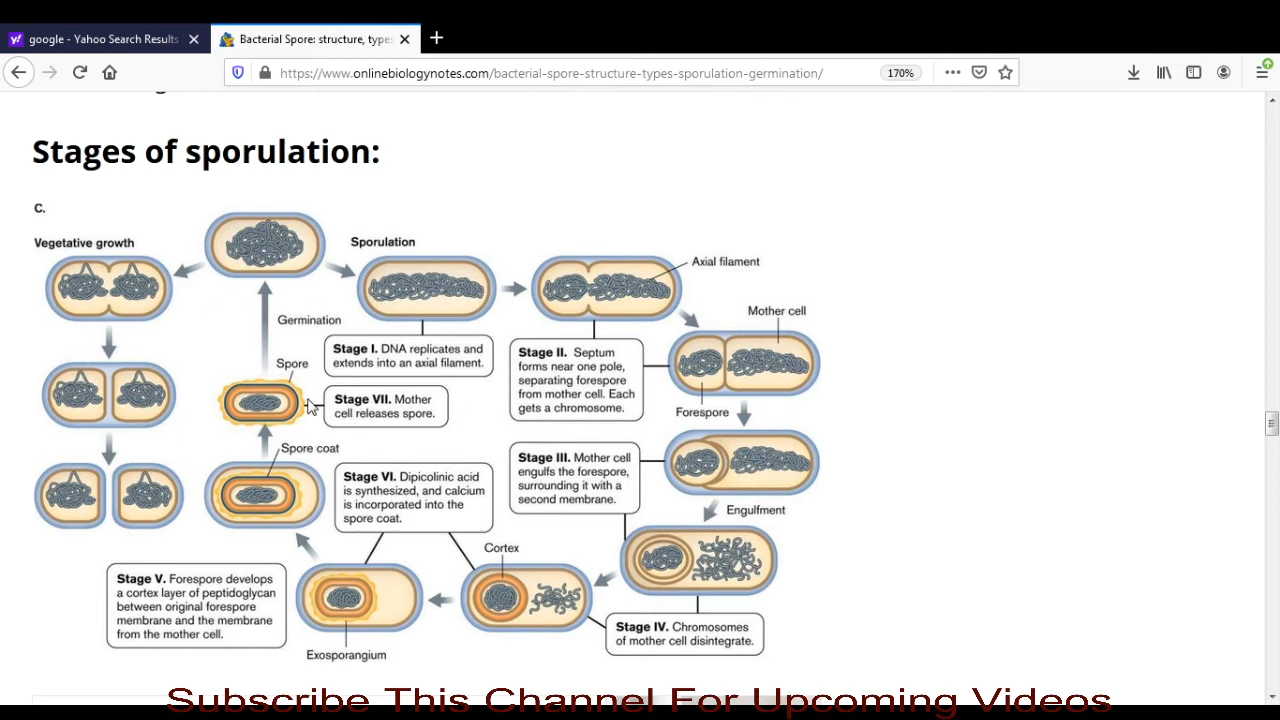 google - Yahoo Search Results
Bacterial Spore: structure, types
https://www.onlinebiologynotes.com/bacterial-spore-structure-types-sporulation-germination/
170%
Stages of sporulation:
C.
Vegetative growth
Sporulation
Axial filament
Mother cell
Germination
Stage I. DNA replicates and
extends into an axial filament.
Stage II. Septum
forms near one pole,
separating forespore
from mother cell. Each
gets a chromosome.
Spore
Stage VII. Mother
cell releases spore.
Forespore
Spore coat
Stage III. Mother cell
engulfs the forespore,
surrounding it with a
second membrane.
Stage VI. Dipicolinic acid
is synthesized, and calcium
is incorporated into the
spore coat.
Engulfment
Cortex
Stage V. Forespore develops
a cortex layer of peptidoglycan
between original forespore
membrane and the membrane
from the mother cell.
Stage IV. Chromosomes
of mother cell disintegrate.
Exosporangium
Subscribe This Channel For Upcoming Videos